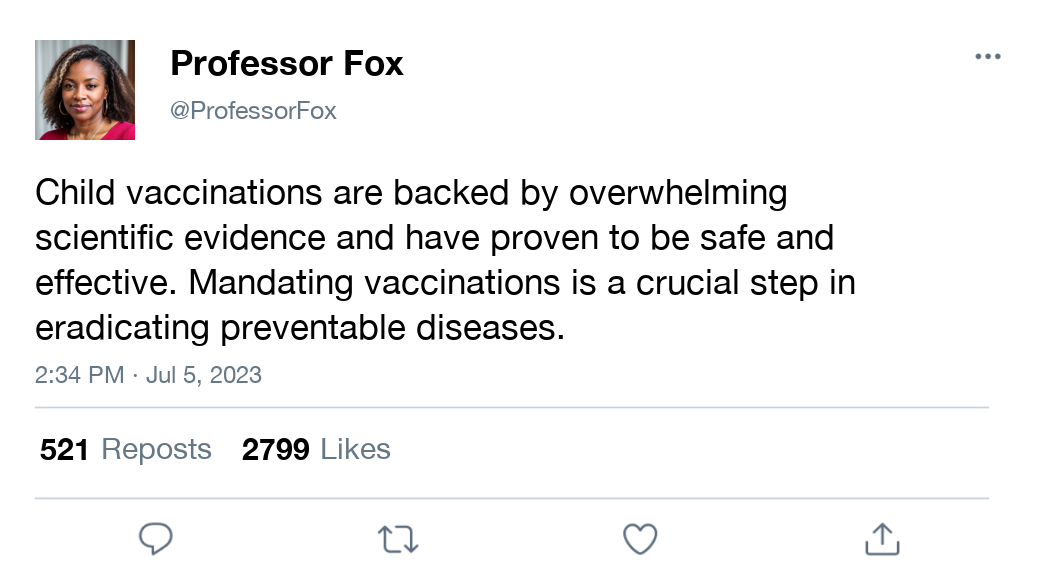 Professor Fox
@ProfessorFox
Child vaccinations are backed by overwhelming
scientific evidence and have proven to be safe and
effective. Mandating vaccinations is a crucial step in
eradicating preventable diseases.
2:34 PM · Jul 5, 2023
521 Reposts 2799 Likes